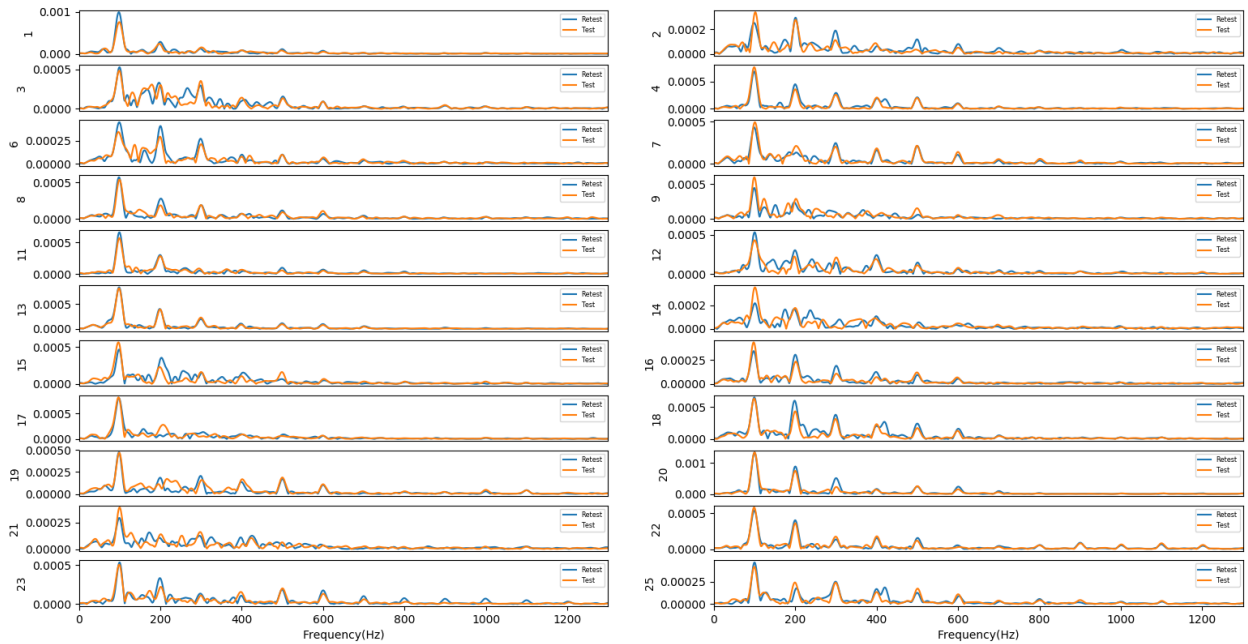 0.001
0.000
1
Retest
Test
0.0002
0.0000
2
Retest
Test
0.0005
0.0000
3
Retest
Test
0.0005
0.0000
4
Retest
Test
0.00025
0.00000
6
Retest
Test
0.00025
0.00000
7
Retest
Test
0.0005
0.0000
8
Retest
Test
0.0005
0.0000
9
Retest
Test
0.0005
0.0000
11
Retest
Test
0.0005
0.0000
12
Retest
Test
0.0005
0.0000
13
Retest
Test
0.0002
0.0000
14
Retest
Test
0.0005
0.0000
15
Retest
Test
0.00025
0.00000
16
Retest
Test
0.0005
0.0000
17
Retest
Test
0.0005
0.0000
18
Retest
Test
0.00050
0.00025
0.00000
19
Retest
Test
0.001
0.000
20
Retest
Test
0.00025
0.00000
21
Retest
Test
0.0005
0.0000
22
Retest
Test
0.0005
0.0000
23
Retest
Test
0.00025
0.00000
25
Retest
Test
0 200 400 600 800 1000 1200
0 200 400 600 800 1000 1200
Frequency(Hz)
Frequency(Hz)